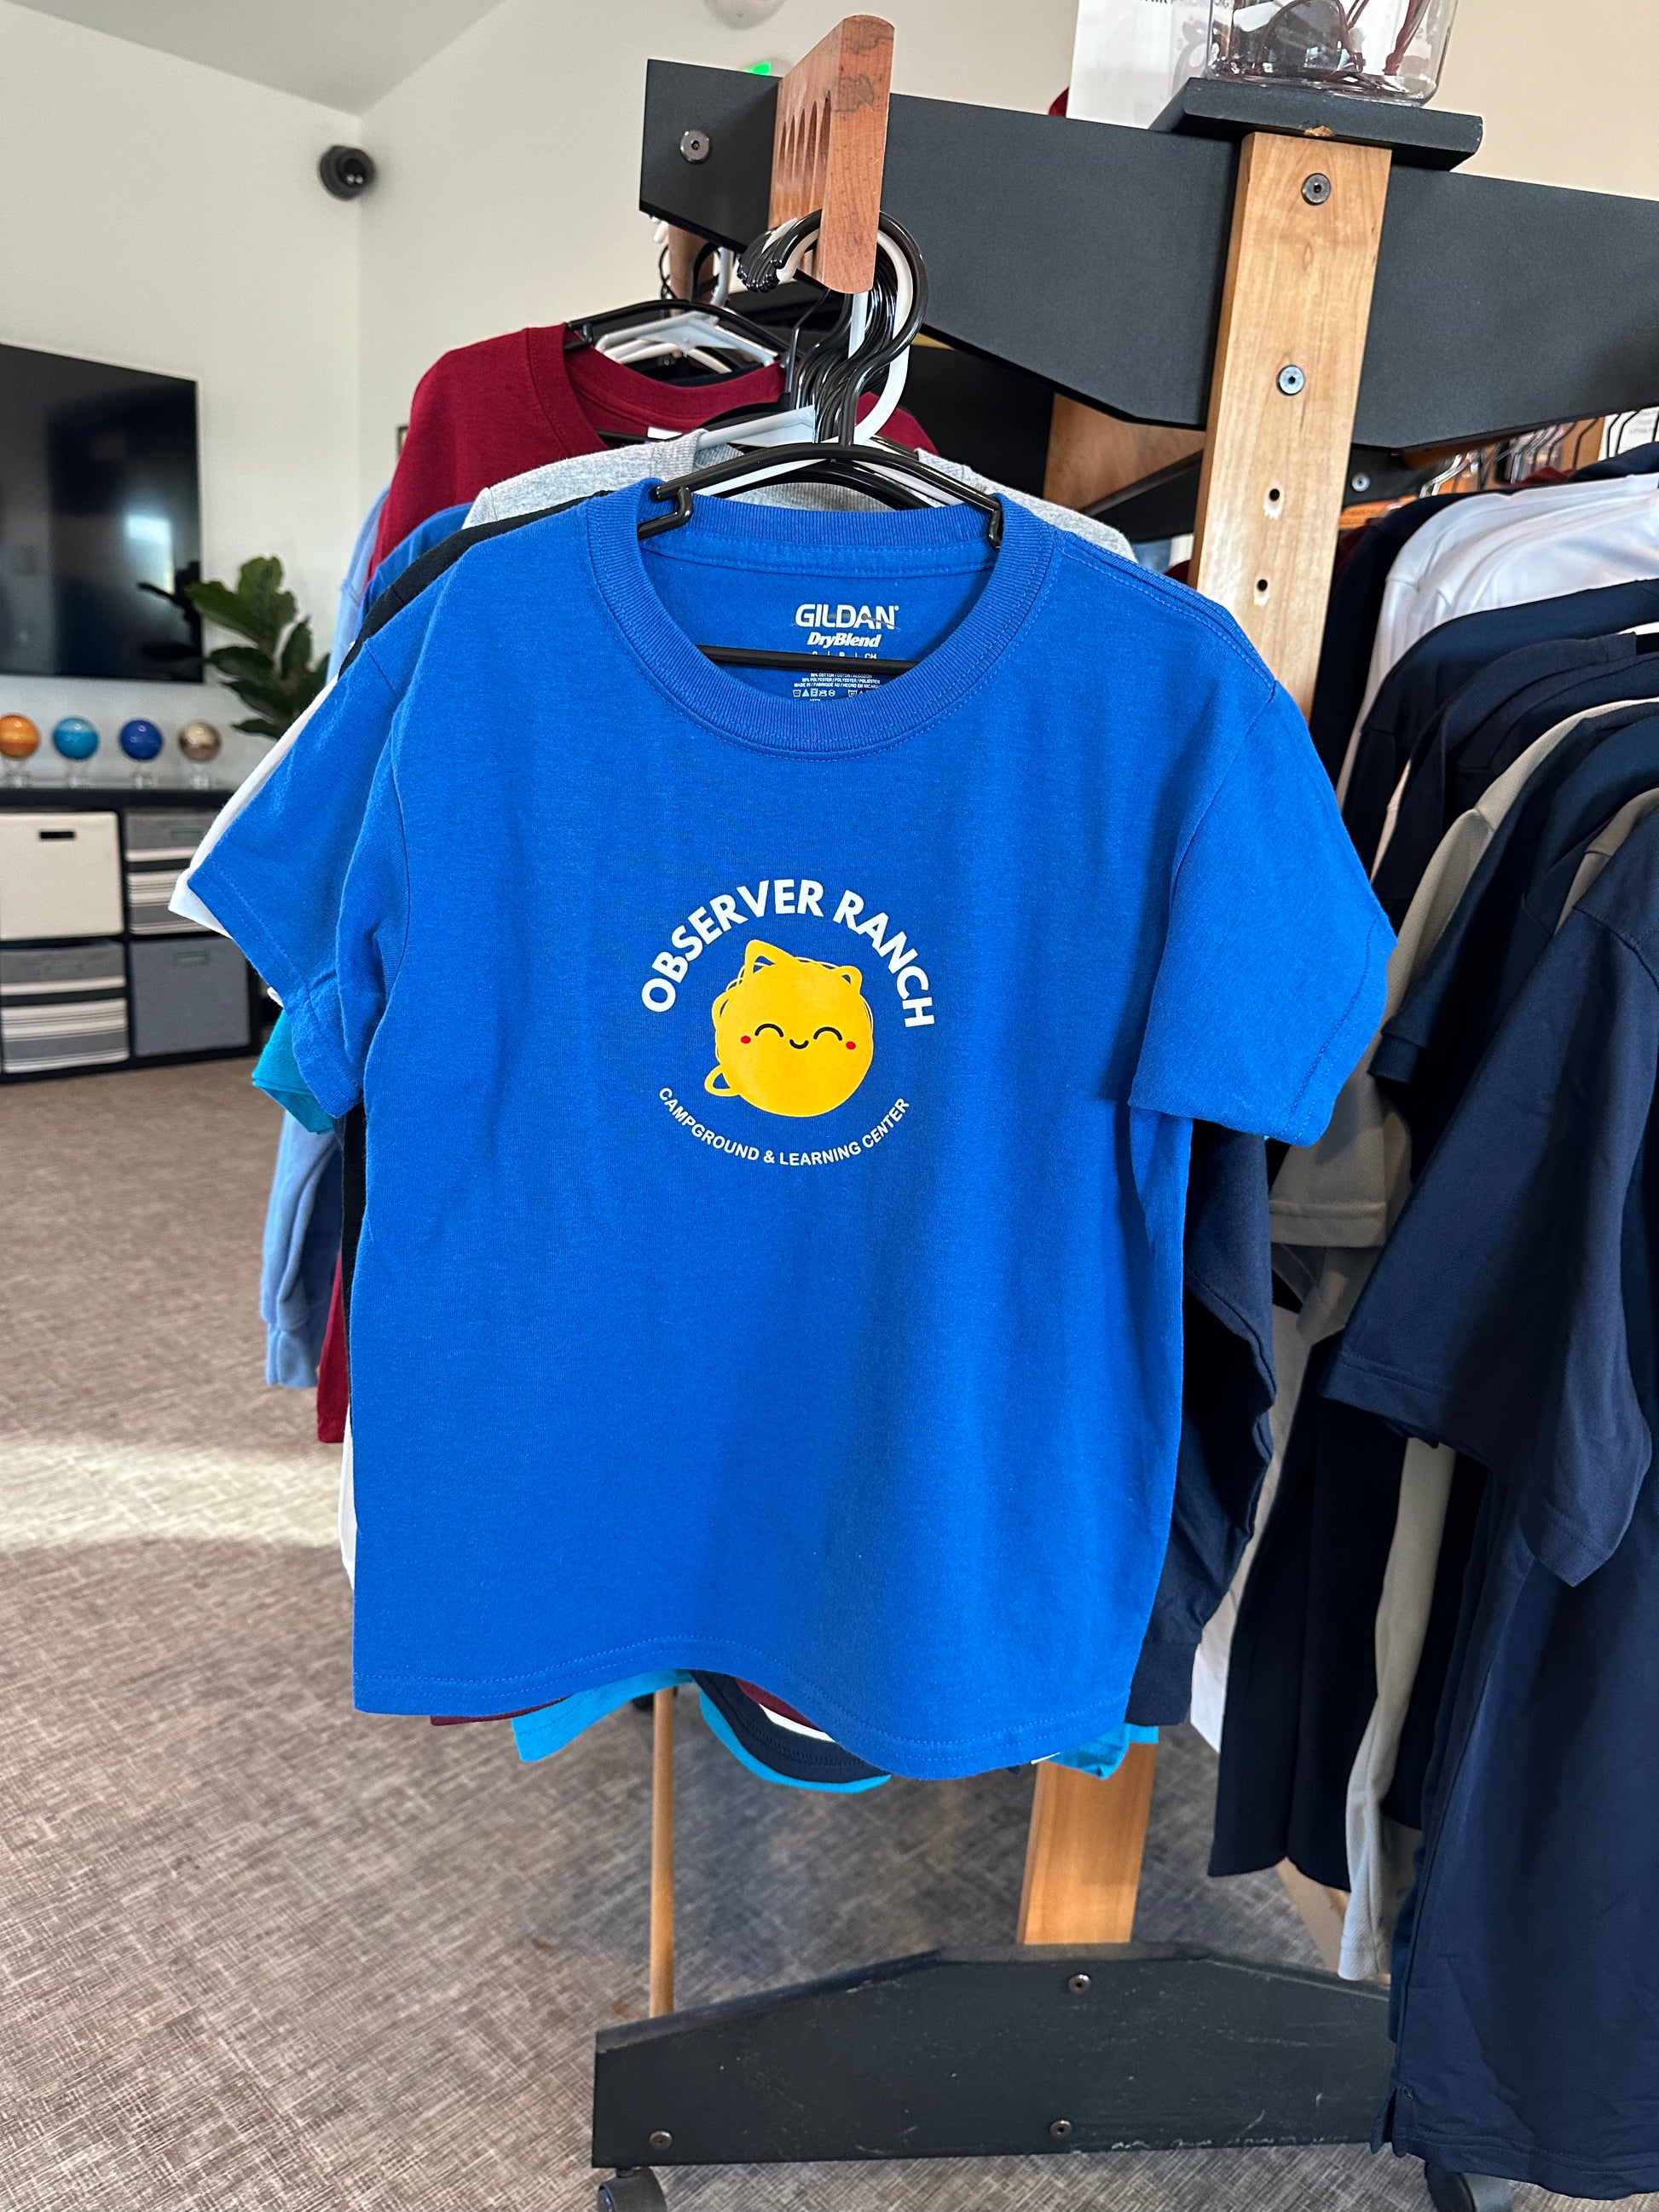 GILDAN
DryBlend
OBSERVER RANCH
CAMPGROUND & LEARNING CENTER